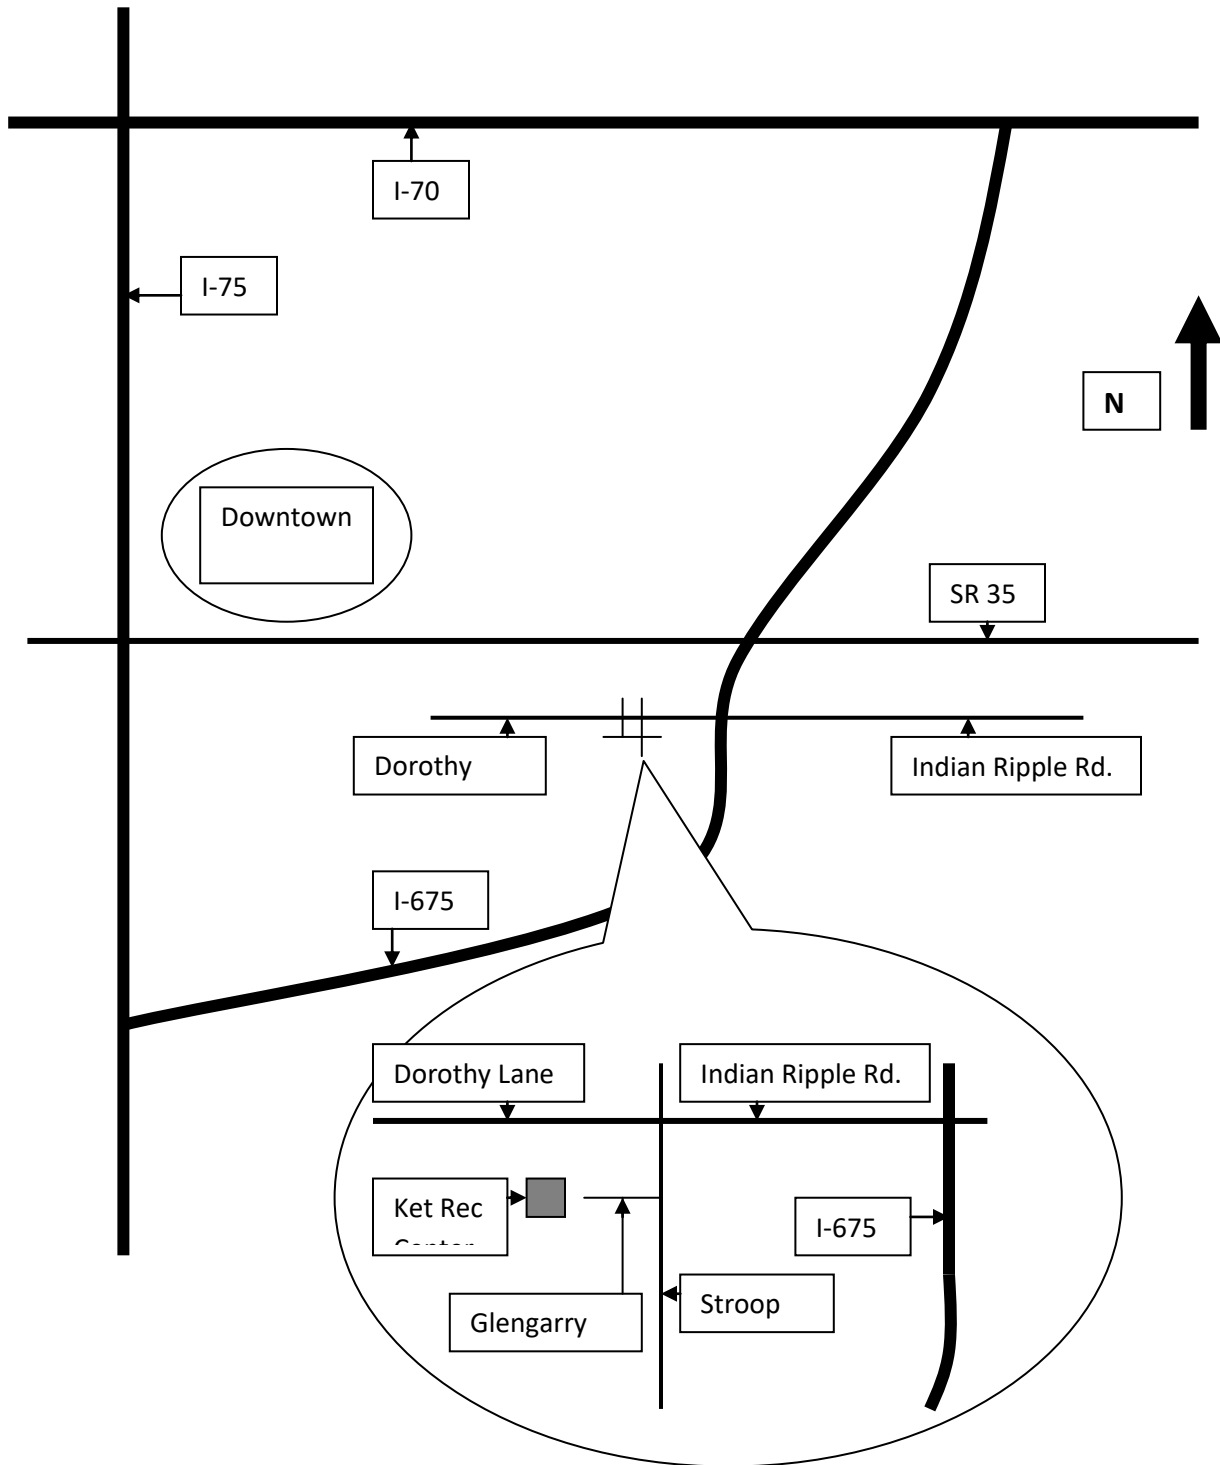 I-70
I-75
N
Downtown
SR 35
Dorothy
Indian Ripple Rd.
I-675
Dorothy Lane
Indian Ripple Rd.
Ket Rec
I-675
Stroop
Glengarry